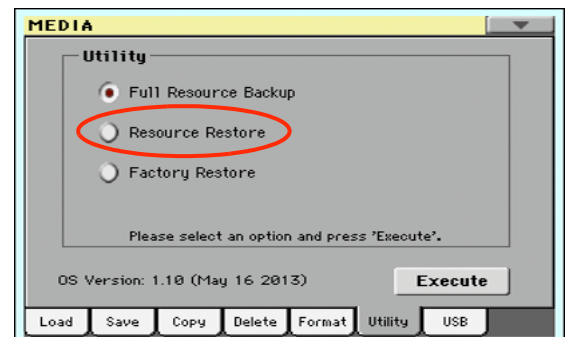 MEDIA
Utility
Full Resource Backup
Resource Restore
Factory Restore
Please select an option and press 'Execute'.
OS Version: 1.10 (May 16 2013)
Execute
Load Save Copy Delete Format Utility USB